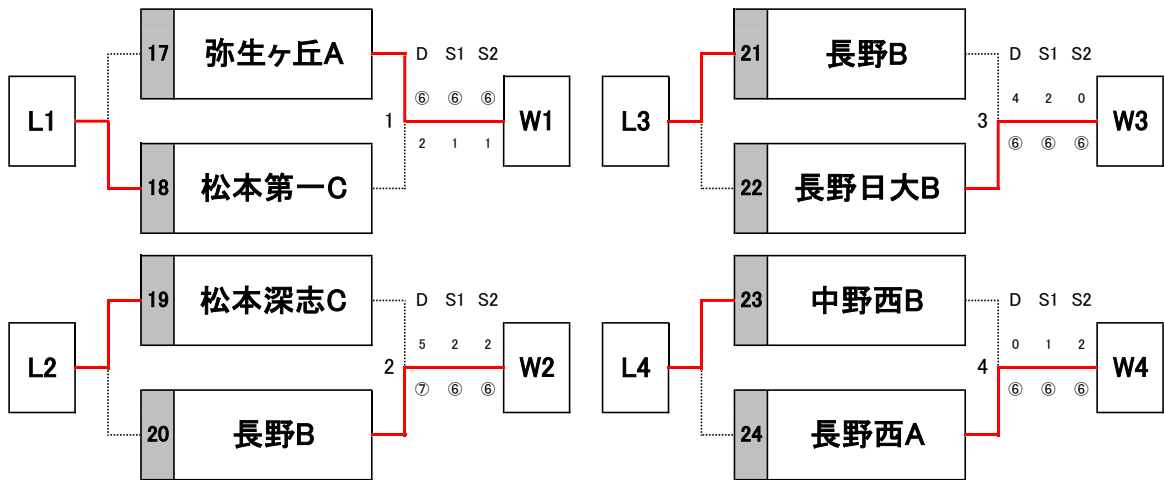 17 弥生ヶ丘A
D S1 S2
⑥ ⑥ ⑥
L1 1 W1
2 1 1
18 松本第一C
19 松本深志C
D S1 S2
5 2 2
L2 2 W2
⑦ ⑥ ⑥
20 長野B
21 長野B
D S1 S2
4 2 0
L3 3 W3
⑥ ⑥ ⑥
22 長野日大B
23 中野西B
D S1 S2
0 1 2
L4 4 W4
⑥ ⑥ ⑥
24 長野西A